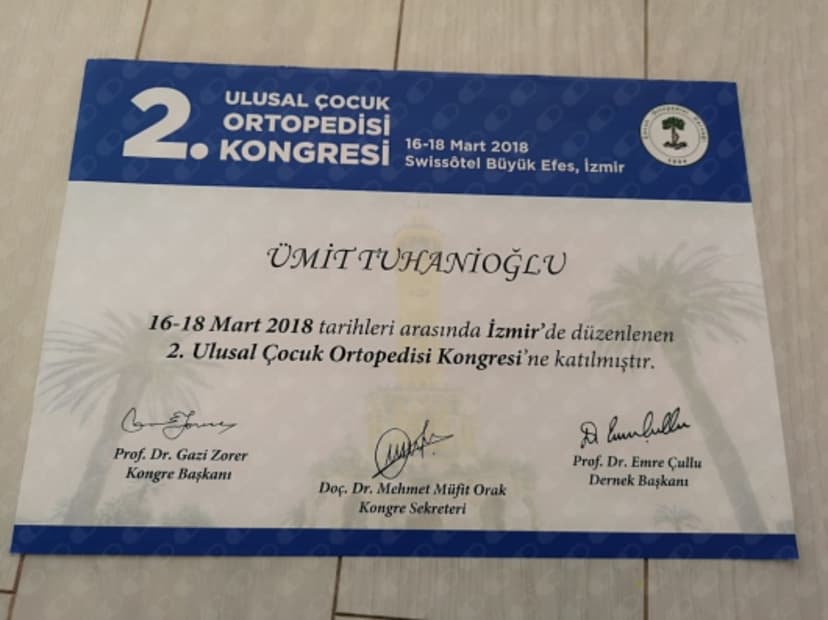 2. ULUSAL ÇOCUK
ORTOPEDİSİ
KONGRESİ
16-18 Mart 2018
Swissôtel Büyük Efes, İzmir
1994
ÜMİT TUHANİOĞLU
16-18 Mart 2018 tarihleri arasında İzmir'de düzenlenen
2. Ulusal Çocuk Ortopedisi Kongresi'ne katılmıştır.
Prof. Dr. Gazi Zorer
Kongre Başkanı
Doç. Dr. Mehmet Müfit Orak
Kongre Sekreteri
Prof. Dr. Emre Çullu
Dernek Başkanı